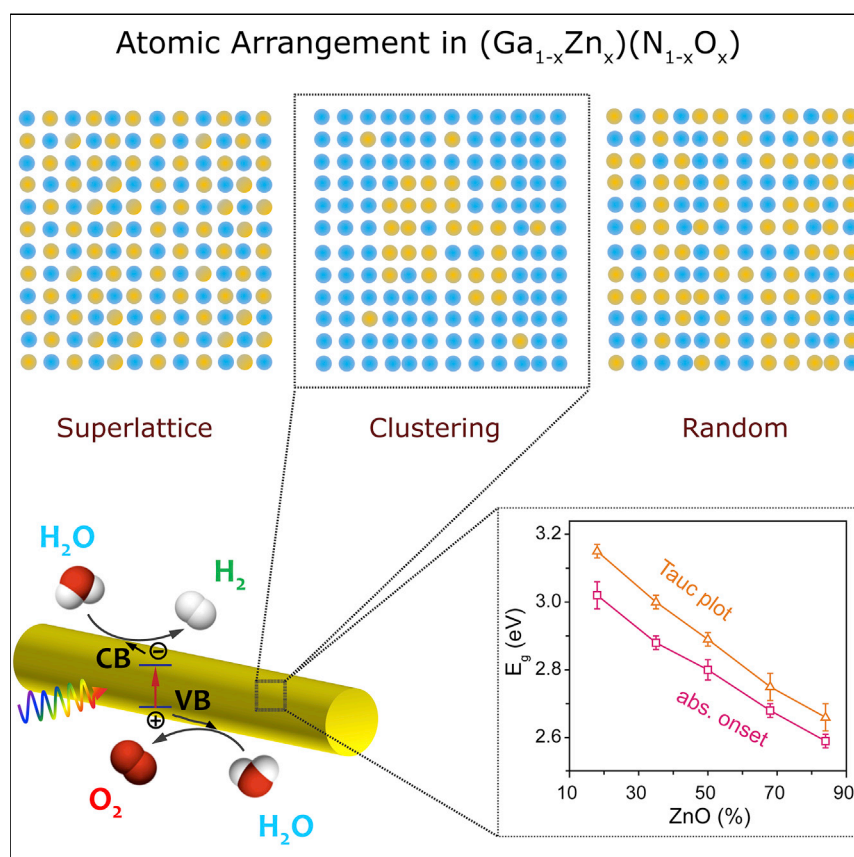 Atomic Arrangement in (Ga₁₋ₓZnₓ)(N₁₋ₓOₓ)
Superlattice
Clustering
Random
H₂O
H₂
CB
⊖
VB
⊕
O₂
H₂O
3.2
3.0
2.8
2.6
E_g (eV)
Tauc plot
abs. onset
10 30 50 70 90
ZnO (%)